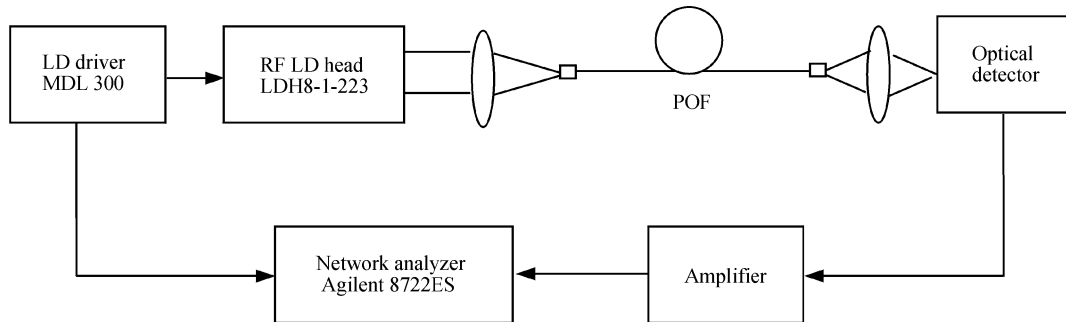 LD driver
MDL 300
RF LD head
LDH8-1-223
POF
Optical
detector
Network analyzer
Agilent 8722ES
Amplifier